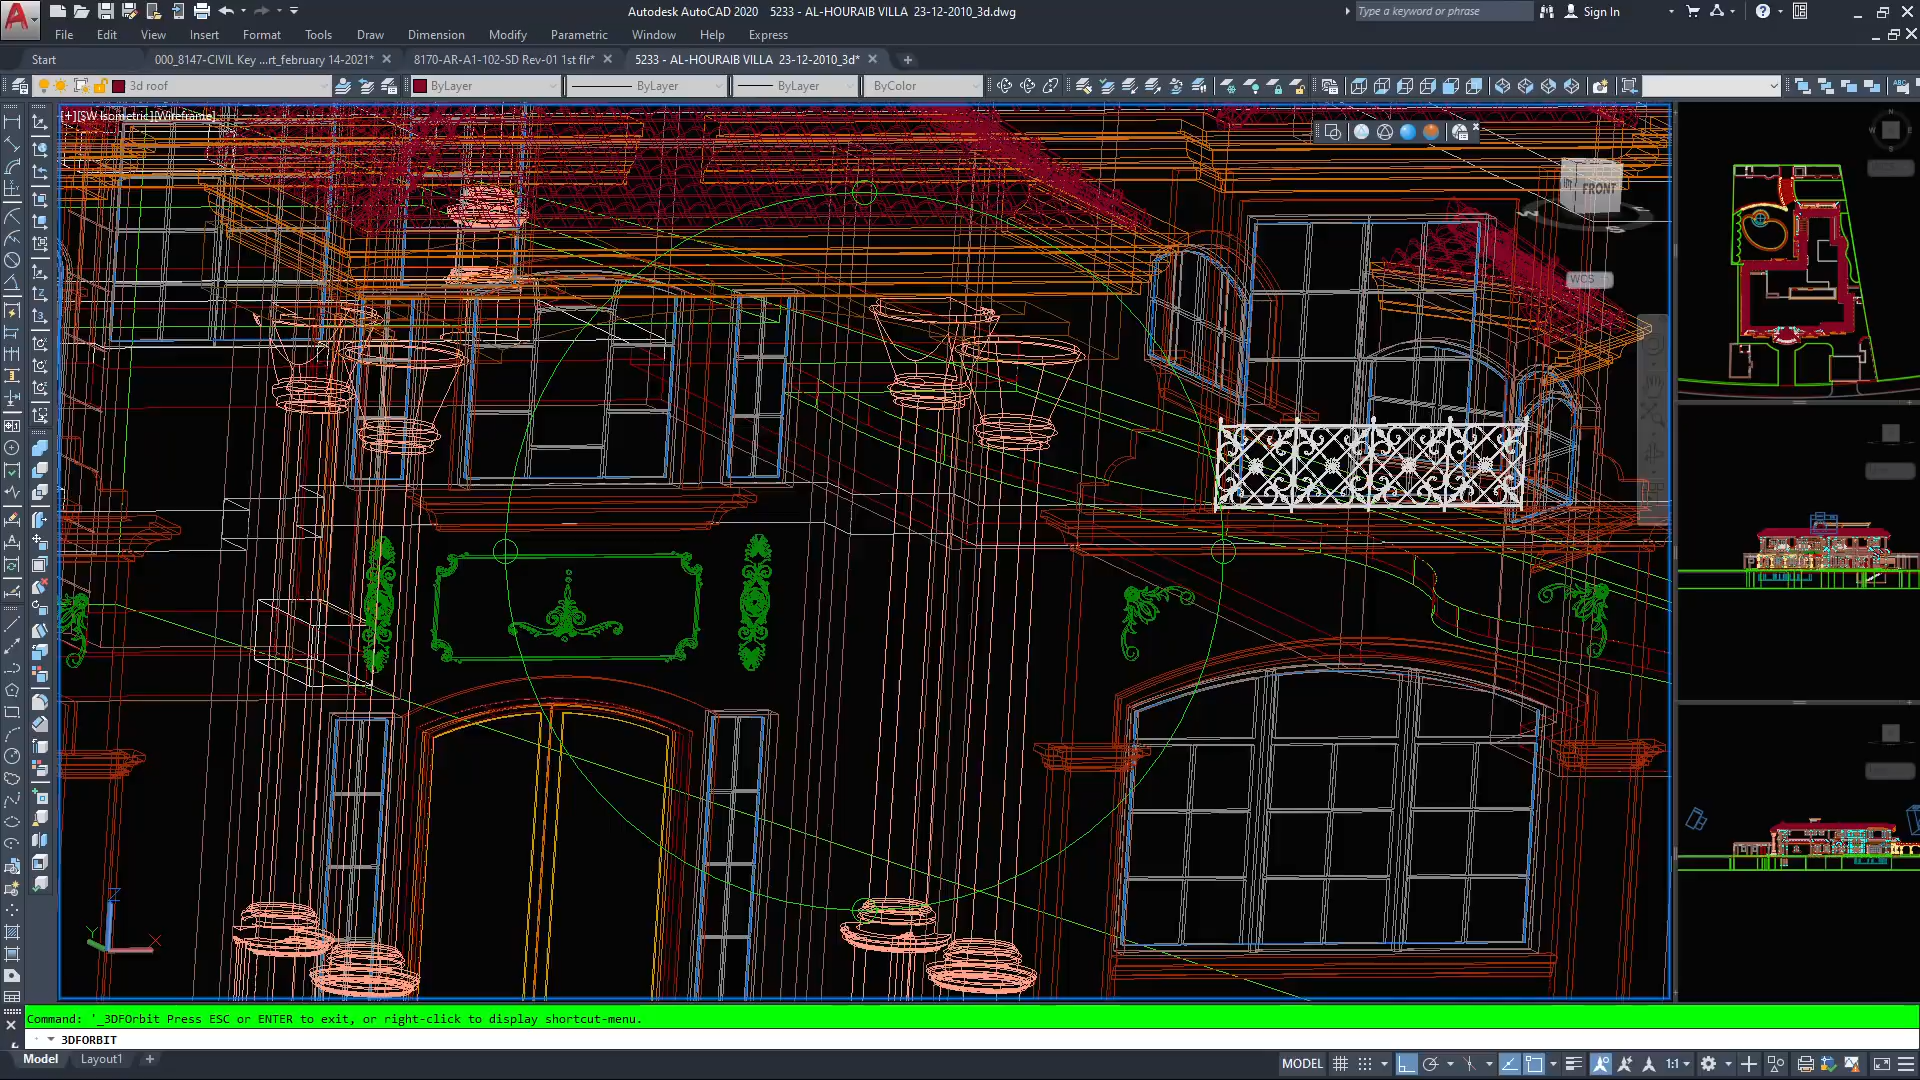 Autodesk AutoCAD 2020   5233 - AL-HOURAIB VILLA  23-12-2010_3d.dwg
Type a keyword or phrase
Sign In
File Edit View Insert Format Tools Draw Dimension Modify Parametric Window Help Express
Start
000_8147-CIVIL Key ...rt_february 14-2021*
8170-AR-A1-102-SD Rev-01 1st flr*
5233 - AL-HOURAIB VILLA  23-12-2010_3d*
3d roof
ByLayer
ByLayer
ByLayer
ByColor
[+][SW Isometric][Wireframe]
FRONT
WCS
Z
Y
X
Command: '_3DFOrbit Press ESC or ENTER to exit, or right-click to display shortcut-menu.
3DFORBIT
Model
Layout1
MODEL
1:1